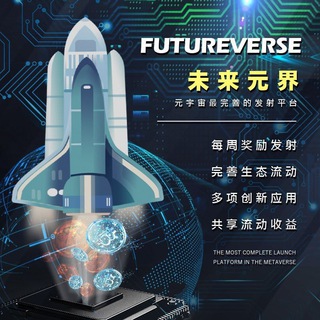 FUTUREVERSE
未来元界
元宇宙最完善的发射平台
每周奖励发射
完善生态流动
多项创新应用
共享流动收益
THE MOST COMPLETE LAUNCH
PLATFORM IN THE METAVERSE